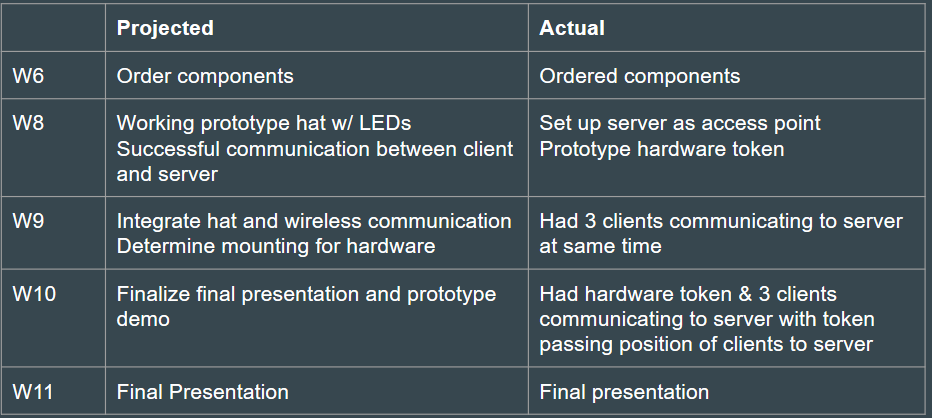 Projected Actual
W6 Order components Ordered components
W8 Working prototype hat w/ LEDs Set up server as access point
Successful communication between client Prototype hardware token
and server
W9 Integrate hat and wireless communication Had 3 clients communicating to server
Determine mounting for hardware at same time
W10 Finalize final presentation and prototype Had hardware token & 3 clients
demo communicating to server with token
passing position of clients to server
W11 Final Presentation Final presentation